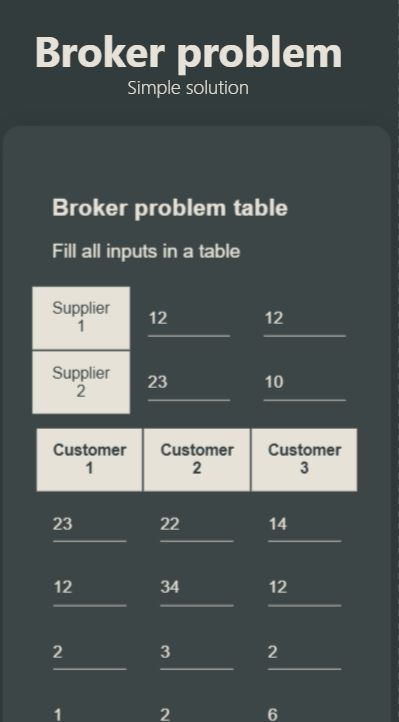 Broker problem
Simple solution
Broker problem table
Fill all inputs in a table
Supplier
1
12 12
Supplier
2
23 10
Customer
1
Customer
2
Customer
3
23 22 14
12 34 12
2 3 2
1 2 6